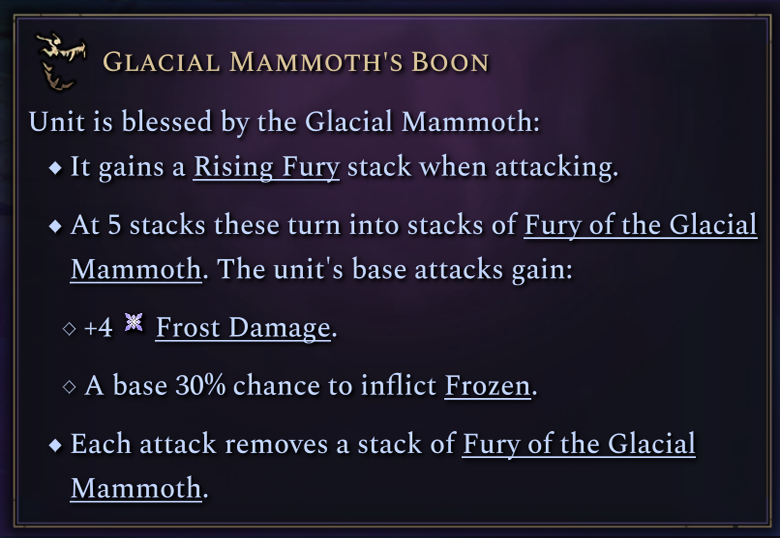 GLACIAL MAMMOTH'S BOON
Unit is blessed by the Glacial Mammoth:
◆ It gains a Rising Fury stack when attacking.
◆ At 5 stacks these turn into stacks of Fury of the Glacial
Mammoth. The unit's base attacks gain:
◇ +4 Frost Damage.
◇ A base 30% chance to inflict Frozen.
◆ Each attack removes a stack of Fury of the Glacial
Mammoth.